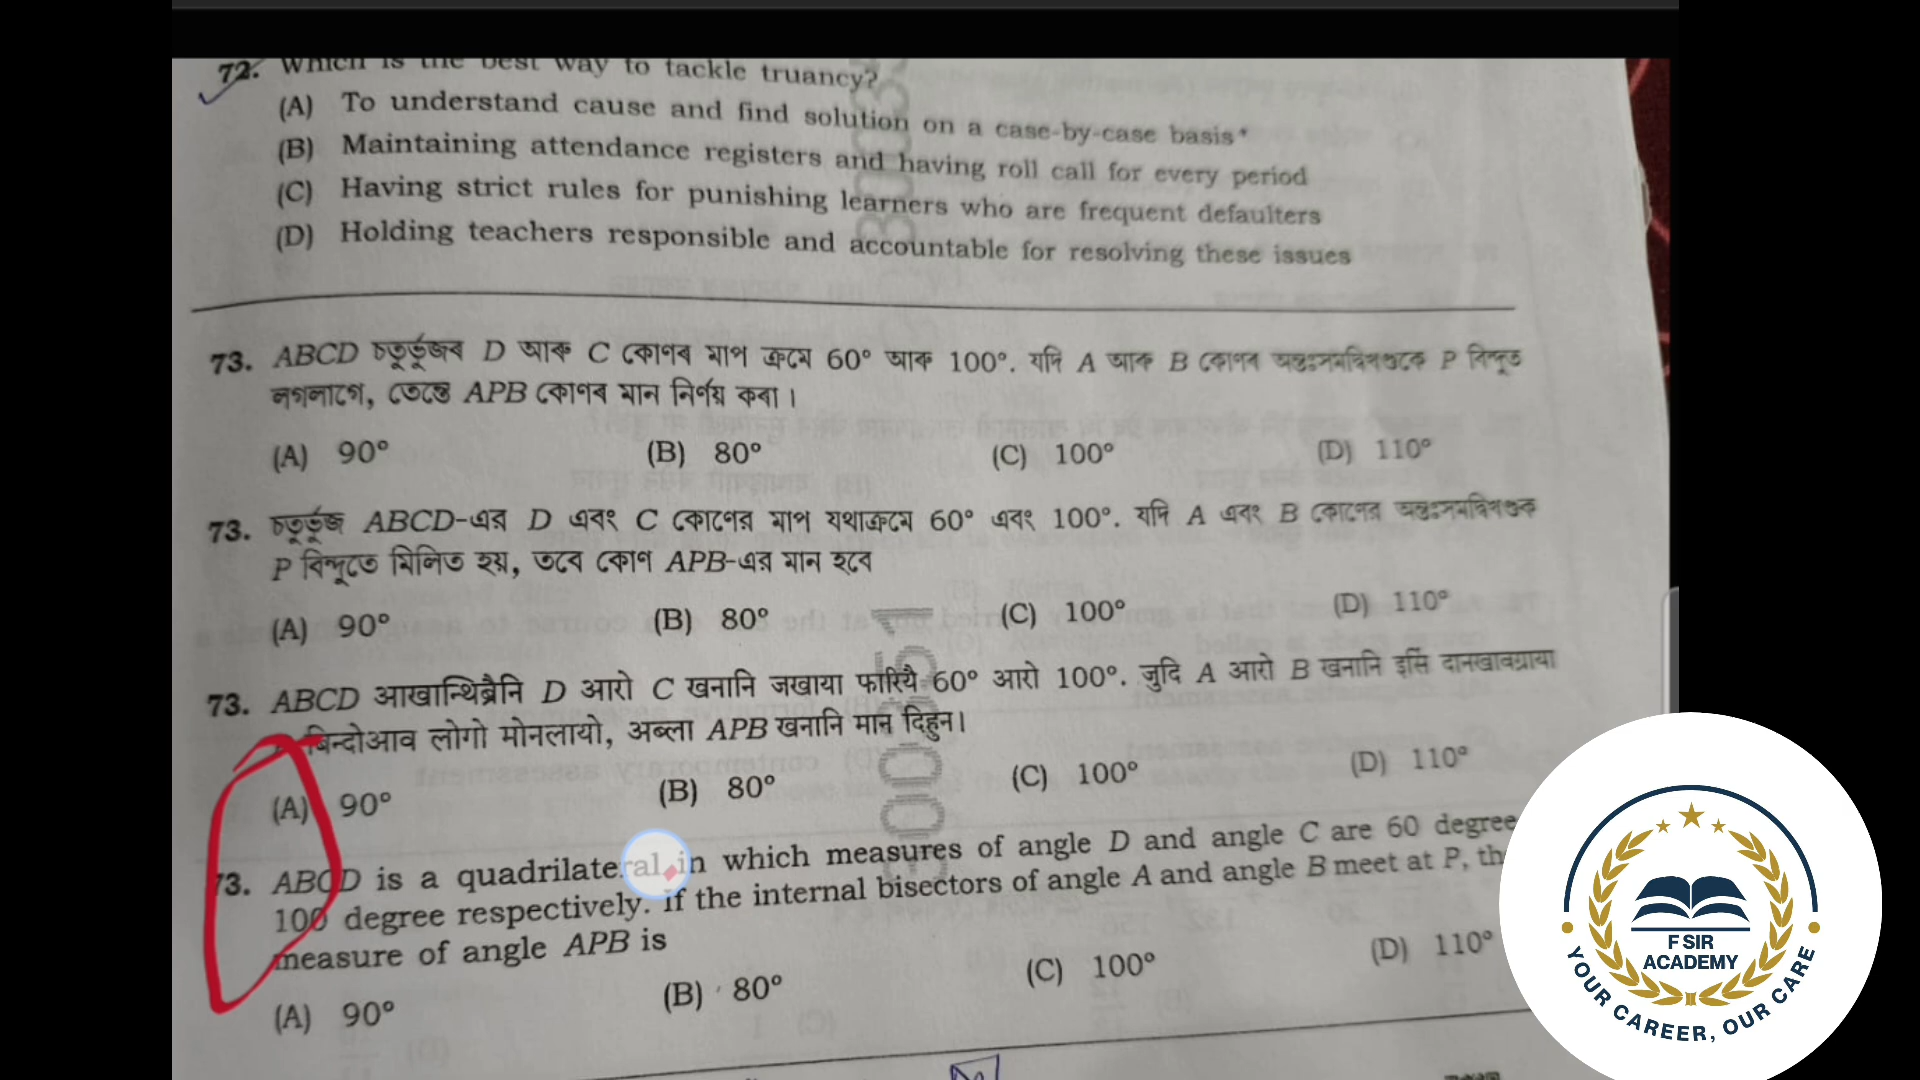 72. Which is the best way to tackle truancy?
(A) To understand cause and find solution on a case-by-case basis
(B) Maintaining attendance registers and having roll call for every period
(C) Having strict rules for punishing learners who are frequent defaulters
(D) Holding teachers responsible and accountable for resolving these issues
73. ABCD চতুৰ্ভুজৰ D আৰু C কোণৰ মাপ ক্ৰমে 60° আৰু 100°. যদি A আৰু B কোণৰ অন্তঃসমদ্বিখণ্ডকে P বিন্দুত
লগলাগে, তেন্তে APB কোণৰ মান নিৰ্ণয় কৰা।
(A) 90° (B) 80° (C) 100° (D) 110°
73. চতুর্ভুজ ABCD-এর D এবং C কোণের মাপ যথাক্রমে 60° এবং 100°. যদি A এবং B কোণের অন্তঃসমদ্বিখণ্ডক
P বিন্দুতে মিলিত হয়, তবে কোণ APB-এর মান হবে
(A) 90° (B) 80° (C) 100° (D) 110°
73. ABCD आखान्थिब्रैनि D आरो C खनानि जखाया फारियै 60° आरो 100°. जुदि A आरो B खनानि इसिं दानखावग्राया
बिन्दोआव लोगो मोनलायो, अब्ला APB खनानि मान दिहुन।
(A) 90° (B) 80° (C) 100° (D) 110°
73. ABCD is a quadrilateral in which measures of angle D and angle C are 60 degree
100 degree respectively. If the internal bisectors of angle A and angle B meet at P, th
measure of angle APB is
(A) 90° (B) 80° (C) 100° (D) 110°
F SIR
ACADEMY
YOUR CAREER, OUR CARE